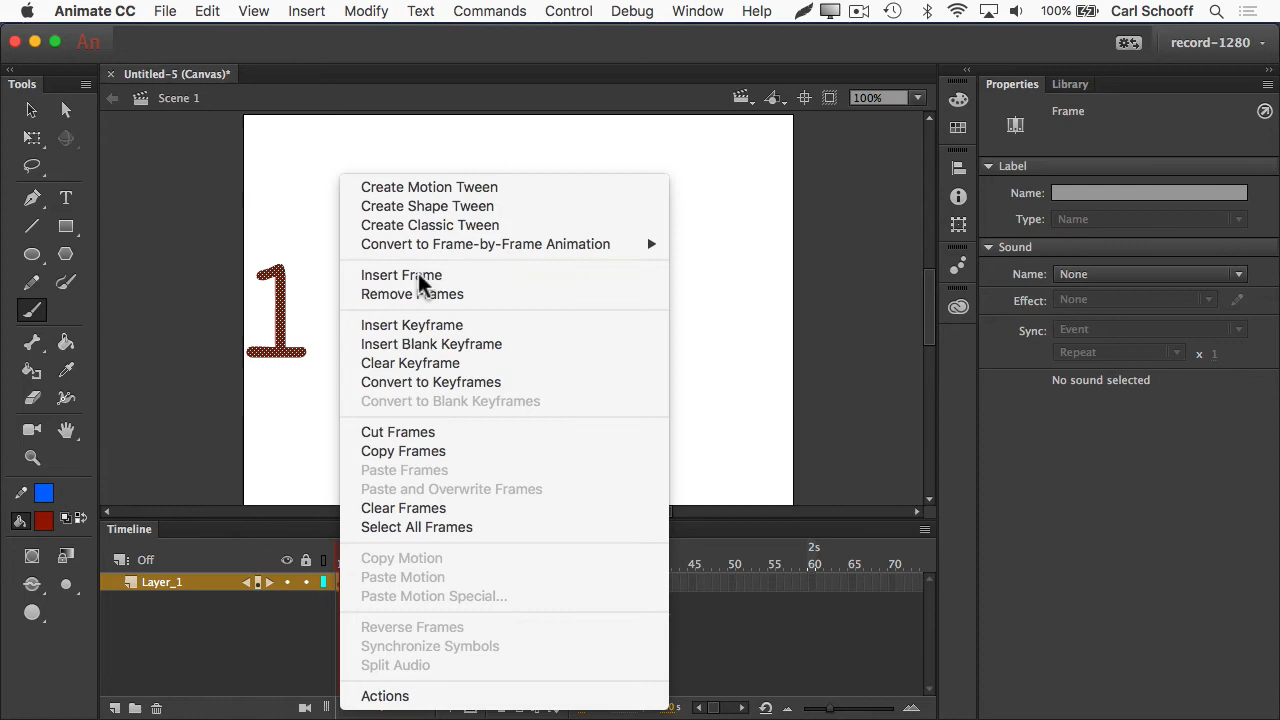 Animate CC File Edit View Insert Modify Text Commands Control Debug Window Help 100% Carl Schooff
An record-1280
Tools Untitled-5 (Canvas)* Properties Library
Scene 1 100% Frame
Label
Name:
Type: Name
Sound
Name: None
Effect: None
Sync: Event
Repeat x 1
No sound selected
1
Create Motion Tween
Create Shape Tween
Create Classic Tween
Convert to Frame-by-Frame Animation
Insert Frame
Remove Frames
Insert Keyframe
Insert Blank Keyframe
Clear Keyframe
Convert to Keyframes
Convert to Blank Keyframes
Cut Frames
Copy Frames
Paste Frames
Paste and Overwrite Frames
Clear Frames
Select All Frames
Copy Motion
Paste Motion
Paste Motion Special...
Reverse Frames
Synchronize Symbols
Split Audio
Actions
Timeline
2s
Off 45 50 55 60 65 70
Layer_1